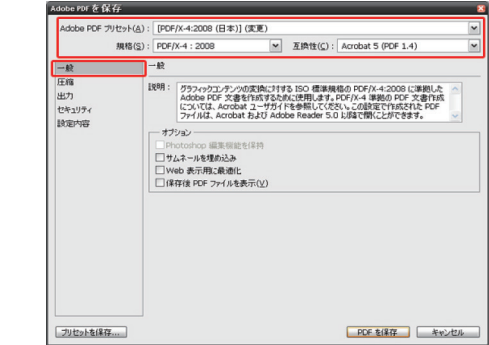 Adobe PDF を保存
Adobe PDF プリセット(A): [PDF/X-4:2008 (日本)] (変更)
規格(S): PDF/X-4 : 2008 互換性(C): Acrobat 5 (PDF 1.4)
一般
圧縮
出力
セキュリティ
設定内容
一般
説明: グラフィックコンテンツの変換に対する ISO 標準規格の PDF/X-4:2008 に準拠した
Adobe PDF 文書を作成するために使用します。PDF/X-4 準拠の PDF 文書作成
については、Acrobat ユーザガイドを参照してください。この設定で作成された PDF
ファイルは、Acrobat および Adobe Reader 5.0 以降で開くことができます。
オプション
Photoshop 編集機能を保持
サムネールを埋め込み
Web 表示用に最適化
保存後 PDF ファイルを表示(V)
プリセットを保存...
PDF を保存
キャンセル